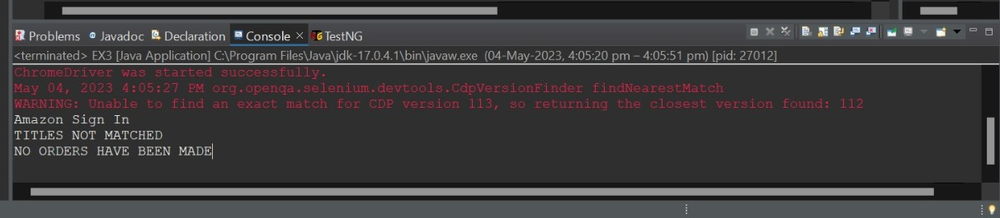 Problems @ Javadoc Declaration Console × TestNG
<terminated> EX3 [Java Application] C:\Program Files\Java\jdk-17.0.4.1\bin\javaw.exe (04-May-2023, 4:05:20 pm – 4:05:51 pm) [pid: 27012]
ChromeDriver was started successfully.
May 04, 2023 4:05:27 PM org.openqa.selenium.devtools.CdpVersionFinder findNearestMatch
WARNING: Unable to find an exact match for CDP version 113, so returning the closest version found: 112
Amazon Sign In
TITLES NOT MATCHED
NO ORDERS HAVE BEEN MADE